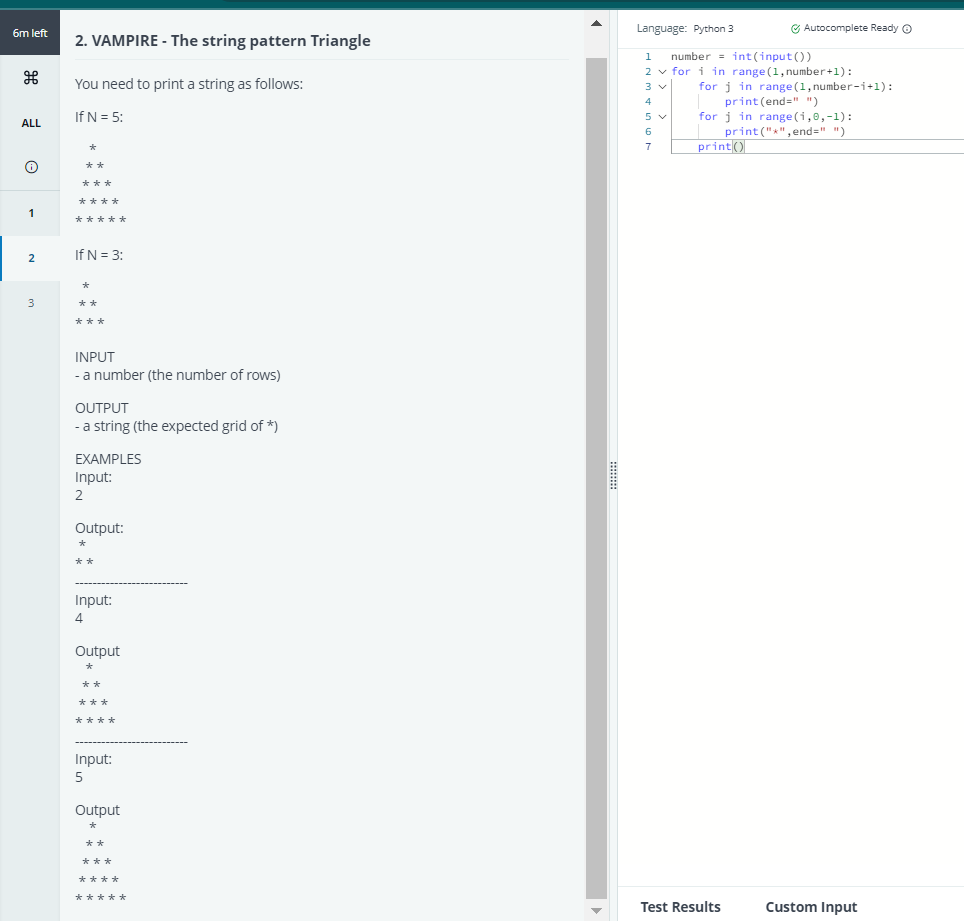 6m left
ALL
1
2
3
2. VAMPIRE - The string pattern Triangle
You need to print a string as follows:
If N = 5:
*
* *
* * *
* * * *
* * * * *
If N = 3:
*
* *
* * *
INPUT
- a number (the number of rows)
OUTPUT
- a string (the expected grid of *)
EXAMPLES
Input:
2
Output:
*
* *
--------------------------
Input:
4
Output
*
* *
* * *
* * * *
--------------------------
Input:
5
Output
*
* *
* * *
* * * *
* * * * *
Language: Python 3
Autocomplete Ready
1 number = int(input())
2 for i in range(1,number+1):
3 for j in range(1,number-i+1):
4 print(end=" ")
5 for j in range(i,0,-1):
6 print("*",end=" ")
7 print()
Test Results
Custom Input